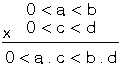 0 < a < b
x 0 < c < d
0 < a . c < b . d